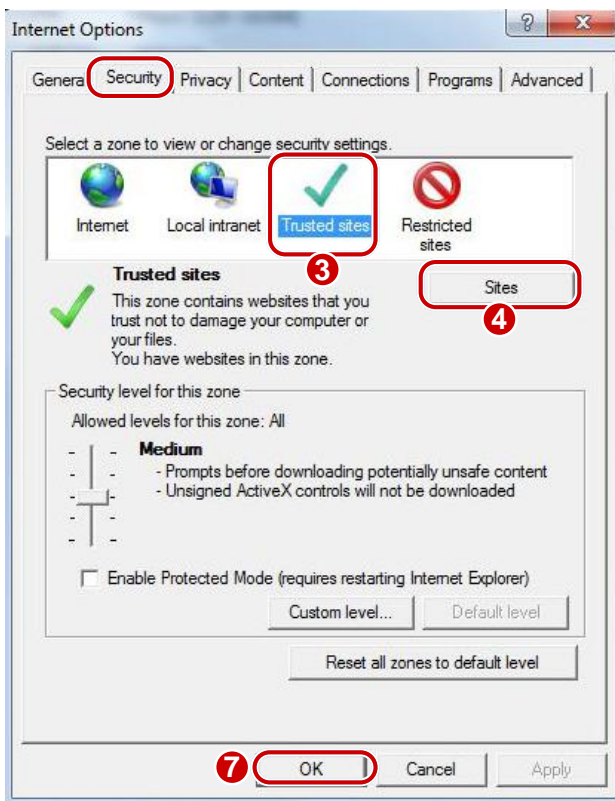 Internet Options
General Security Privacy Content Connections Programs Advanced
Select a zone to view or change security settings.
Internet Local intranet Trusted sites Restricted sites
3
Trusted sites
Sites
4
This zone contains websites that you
trust not to damage your computer or
your files.
You have websites in this zone.
Security level for this zone
Allowed levels for this zone: All
Medium
- Prompts before downloading potentially unsafe content
- Unsigned ActiveX controls will not be downloaded
Enable Protected Mode (requires restarting Internet Explorer)
Custom level... Default level
Reset all zones to default level
7 OK Cancel Apply